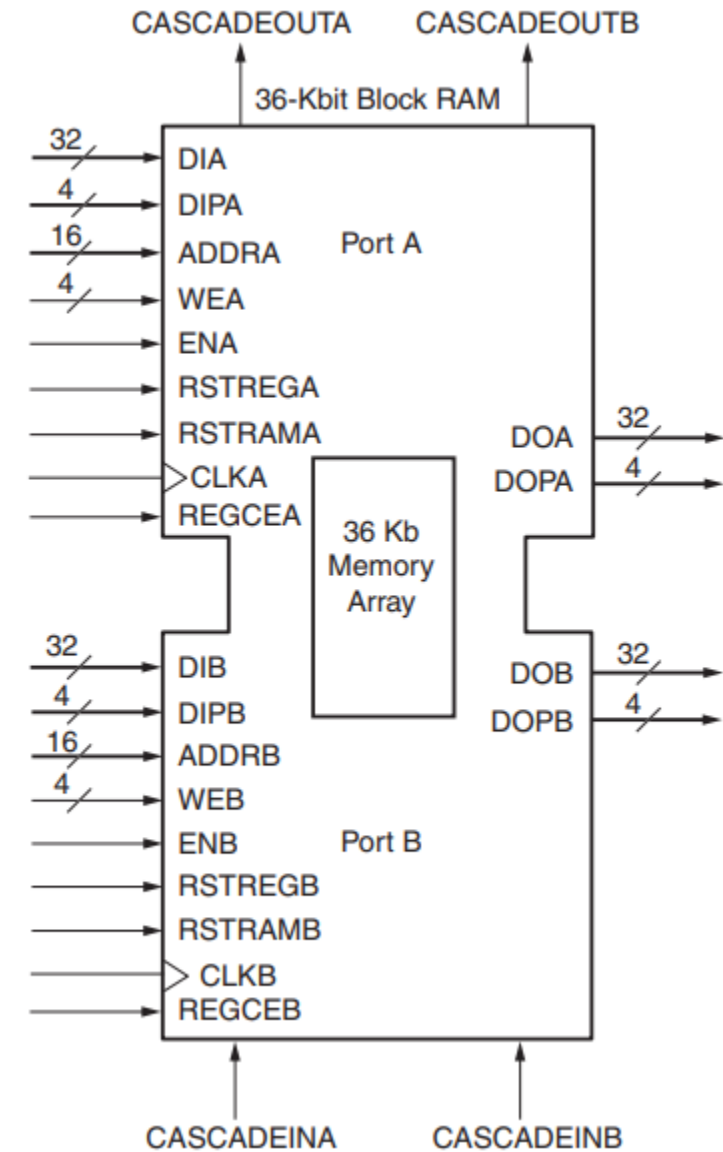 CASCADEOUTA CASCADEOUTB
36-Kbit Block RAM
32 DIA
4 DIPA
16 ADDRA
Port A
4 WEA
ENA
RSTREGA
RSTRAMA
DOA 32
CLKA
DOPA 4
REGCEA
36 Kb
Memory
Array
32 DIB
DOB 32
4 DIPB
DOPB 4
16 ADDRB
4 WEB
ENB
Port B
RSTREGB
RSTRAMB
CLKB
REGCEB
CASCADEINA CASCADEINB